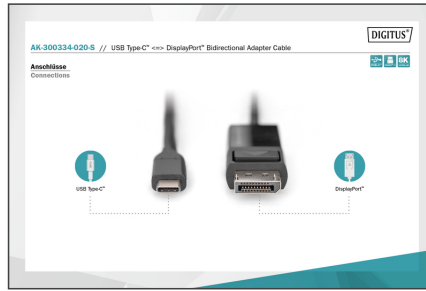 DIGITUS®
AK-300334-020-S // USB Type-C™ <=> DisplayPort™ Bidirectional Adapter Cable
8K
Anschlüsse
Connections
USB Type-C™
DisplayPort™